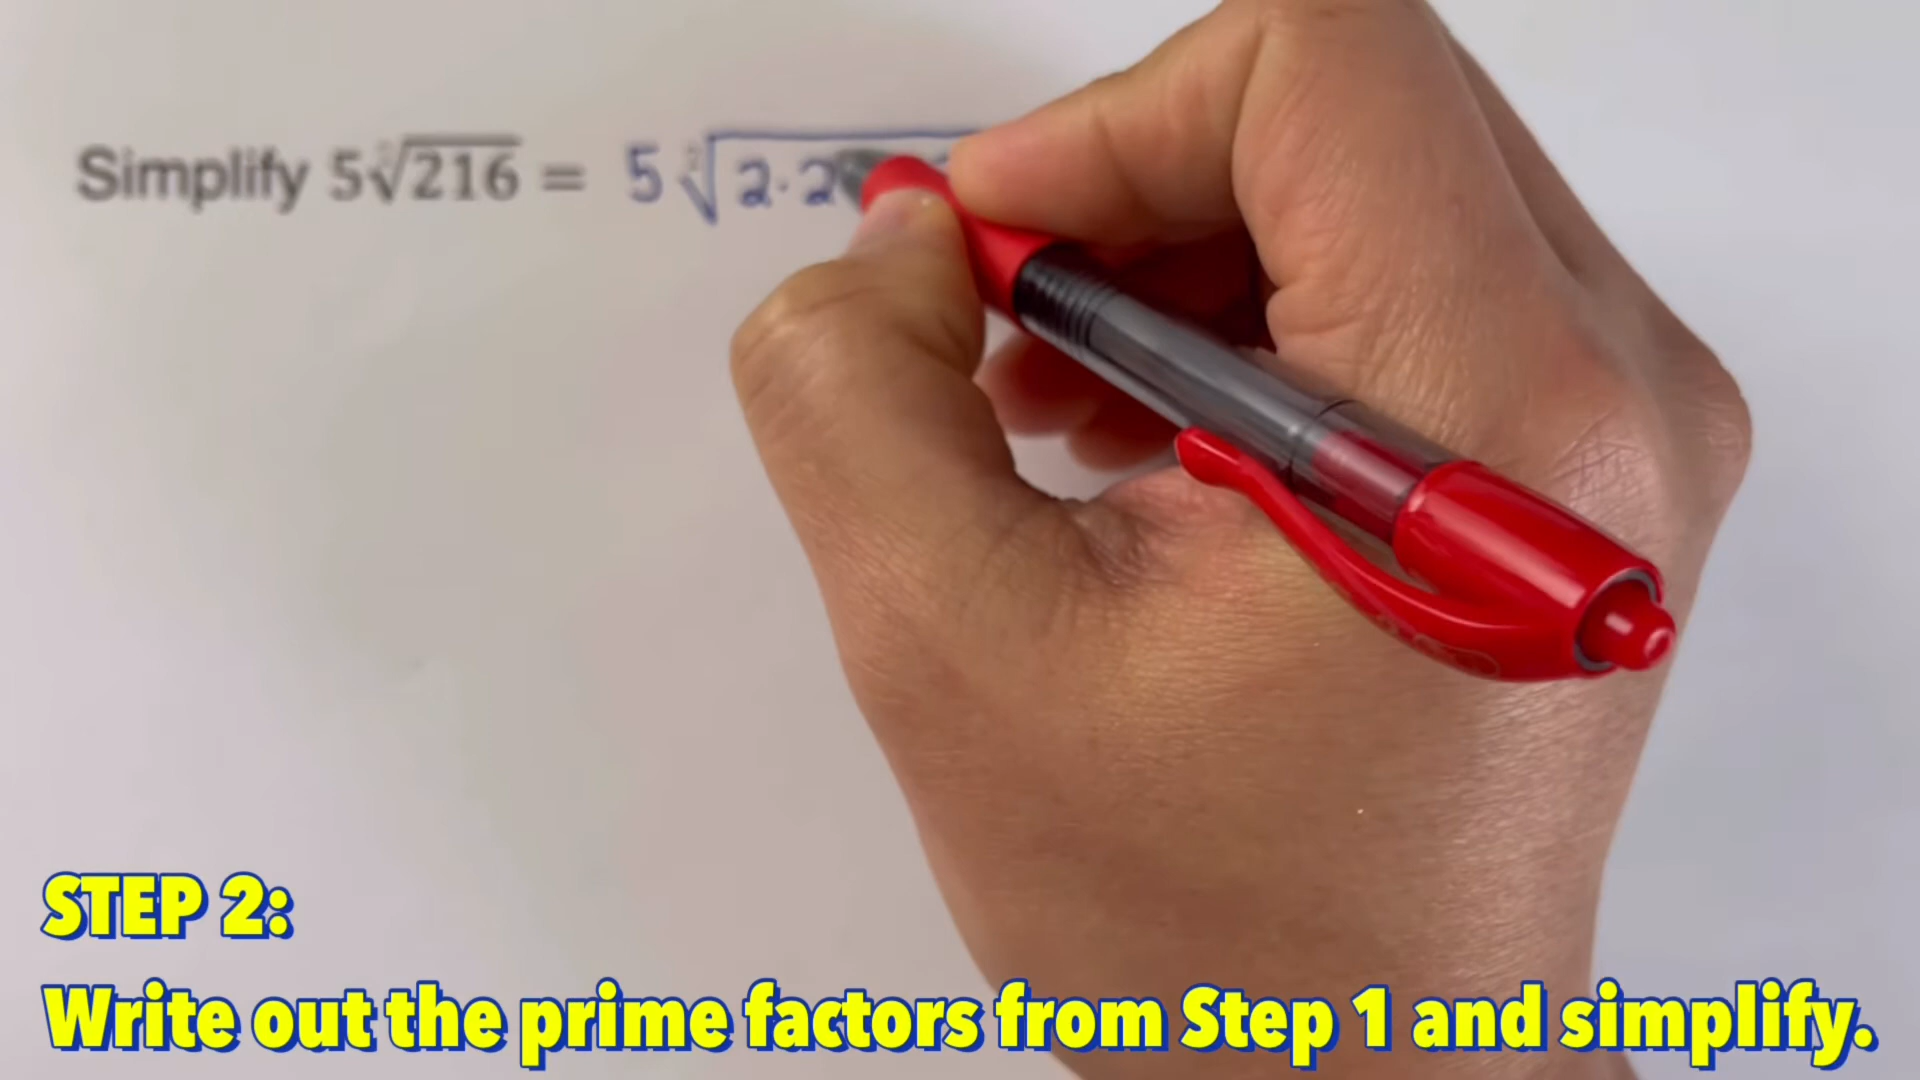 Simplify 5√216 = 5 √2·2
STEP 2:
Write out the prime factors from Step 1 and simplify.